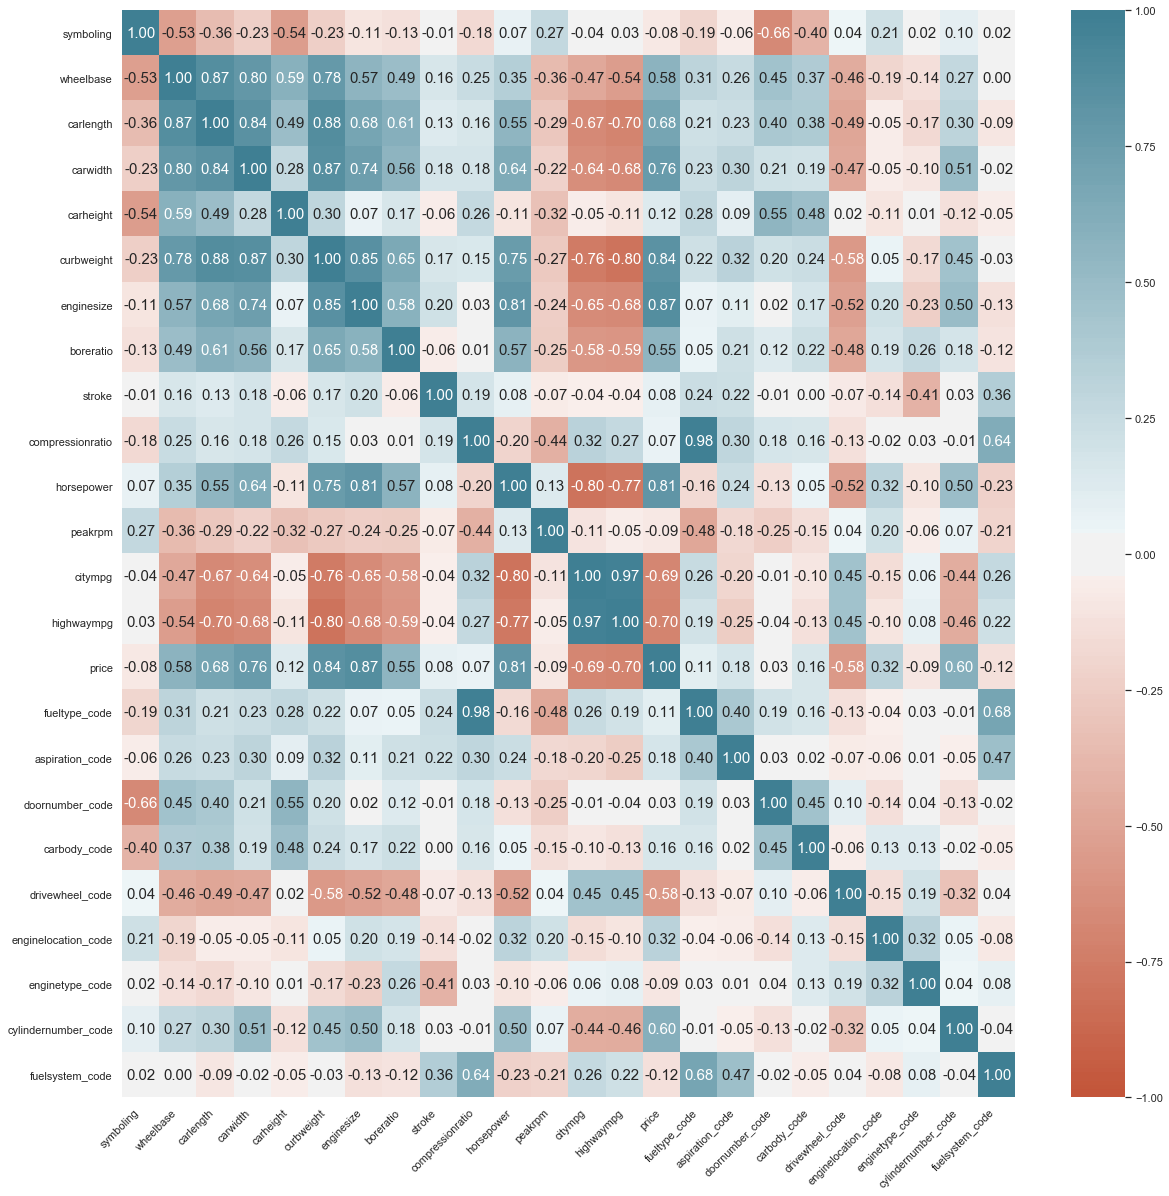 symboling 1.00 -0.53 -0.36 -0.23 -0.54 -0.23 -0.11 -0.13 -0.01 -0.18 0.07 0.27 -0.04 0.03 -0.08 -0.19 -0.06 -0.66 -0.40 0.04 0.21 0.02 0.10 0.02
wheelbase -0.53 1.00 0.87 0.80 0.59 0.78 0.57 0.49 0.16 0.25 0.35 -0.36 -0.47 -0.54 0.58 0.31 0.26 0.45 0.37 -0.46 -0.19 -0.14 0.27 0.00
carlength -0.36 0.87 1.00 0.84 0.49 0.88 0.68 0.61 0.13 0.16 0.55 -0.29 -0.67 -0.70 0.68 0.21 0.23 0.40 0.38 -0.49 -0.05 -0.17 0.30 -0.09
carwidth -0.23 0.80 0.84 1.00 0.28 0.87 0.74 0.56 0.18 0.18 0.64 -0.22 -0.64 -0.68 0.76 0.23 0.30 0.21 0.19 -0.47 -0.05 -0.10 0.51 -0.02
carheight -0.54 0.59 0.49 0.28 1.00 0.30 0.07 0.17 -0.06 0.26 -0.11 -0.32 -0.05 -0.11 0.12 0.28 0.09 0.55 0.48 0.02 -0.11 0.01 -0.12 -0.05
curbweight -0.23 0.78 0.88 0.87 0.30 1.00 0.85 0.65 0.17 0.15 0.75 -0.27 -0.76 -0.80 0.84 0.22 0.32 0.20 0.24 -0.58 0.05 -0.17 0.45 -0.03
enginesize -0.11 0.57 0.68 0.74 0.07 0.85 1.00 0.58 0.20 0.03 0.81 -0.24 -0.65 -0.68 0.87 0.07 0.11 0.02 0.17 -0.52 0.20 -0.23 0.50 -0.13
boreratio -0.13 0.49 0.61 0.56 0.17 0.65 0.58 1.00 -0.06 0.01 0.57 -0.25 -0.58 -0.59 0.55 0.05 0.21 0.12 0.22 -0.48 0.19 0.26 0.18 -0.12
stroke -0.01 0.16 0.13 0.18 -0.06 0.17 0.20 -0.06 1.00 0.19 0.08 -0.07 -0.04 -0.04 0.08 0.24 0.22 -0.01 0.00 -0.07 -0.14 -0.41 0.03 0.36
compressionratio -0.18 0.25 0.16 0.18 0.26 0.15 0.03 0.01 0.19 1.00 -0.20 -0.44 0.32 0.27 0.07 0.98 0.30 0.18 0.16 -0.13 -0.02 0.03 -0.01 0.64
horsepower 0.07 0.35 0.55 0.64 -0.11 0.75 0.81 0.57 0.08 -0.20 1.00 0.13 -0.80 -0.77 0.81 -0.16 0.24 -0.13 0.05 -0.52 0.32 -0.10 0.50 -0.23
peakrpm 0.27 -0.36 -0.29 -0.22 -0.32 -0.27 -0.24 -0.25 -0.07 -0.44 0.13 1.00 -0.11 -0.05 -0.09 -0.48 -0.18 -0.25 -0.15 0.04 0.20 -0.06 0.07 -0.21
citympg -0.04 -0.47 -0.67 -0.64 -0.05 -0.76 -0.65 -0.58 -0.04 0.32 -0.80 -0.11 1.00 0.97 -0.69 0.26 -0.20 -0.01 -0.10 0.45 -0.15 0.06 -0.44 0.26
highwaympg 0.03 -0.54 -0.70 -0.68 -0.11 -0.80 -0.68 -0.59 -0.04 0.27 -0.77 -0.05 0.97 1.00 -0.70 0.19 -0.25 -0.04 -0.13 0.45 -0.10 0.08 -0.46 0.22
price -0.08 0.58 0.68 0.76 0.12 0.84 0.87 0.55 0.08 0.07 0.81 -0.09 -0.69 -0.70 1.00 0.11 0.18 0.03 0.16 -0.58 0.32 -0.09 0.60 -0.12
fueltype_code -0.19 0.31 0.21 0.23 0.28 0.22 0.07 0.05 0.24 0.98 -0.16 -0.48 0.26 0.19 0.11 1.00 0.40 0.19 0.16 -0.13 -0.04 0.03 -0.01 0.68
aspiration_code -0.06 0.26 0.23 0.30 0.09 0.32 0.11 0.21 0.22 0.30 0.24 -0.18 -0.20 -0.25 0.18 0.40 1.00 0.03 0.02 -0.07 -0.06 0.01 -0.05 0.47
doornumber_code -0.66 0.45 0.40 0.21 0.55 0.20 0.02 0.12 -0.01 0.18 -0.13 -0.25 -0.01 -0.04 0.03 0.19 0.03 1.00 0.45 0.10 -0.14 0.04 -0.13 -0.02
carbody_code -0.40 0.37 0.38 0.19 0.48 0.24 0.17 0.22 0.00 0.16 0.05 -0.15 -0.10 -0.13 0.16 0.16 0.02 0.45 1.00 -0.06 0.13 0.13 -0.02 -0.05
drivewheel_code 0.04 -0.46 -0.49 -0.47 0.02 -0.58 -0.52 -0.48 -0.07 -0.13 -0.52 0.04 0.45 0.45 -0.58 -0.13 -0.07 0.10 -0.06 1.00 -0.15 0.19 -0.32 0.04
enginelocation_code 0.21 -0.19 -0.05 -0.05 -0.11 0.05 0.20 0.19 -0.14 -0.02 0.32 0.20 -0.15 -0.10 0.32 -0.04 -0.06 -0.14 0.13 -0.15 1.00 0.32 0.05 -0.08
enginetype_code 0.02 -0.14 -0.17 -0.10 0.01 -0.17 -0.23 0.26 -0.41 0.03 -0.10 -0.06 0.06 0.08 -0.09 0.03 0.01 0.04 0.13 0.19 0.32 1.00 0.04 0.08
cylindernumber_code 0.10 0.27 0.30 0.51 -0.12 0.45 0.50 0.18 0.03 -0.01 0.50 0.07 -0.44 -0.46 0.60 -0.01 -0.05 -0.13 -0.02 -0.32 0.05 0.04 1.00 -0.04
fuelsystem_code 0.02 0.00 -0.09 -0.02 -0.05 -0.03 -0.13 -0.12 0.36 0.64 -0.23 -0.21 0.26 0.22 -0.12 0.68 0.47 -0.02 -0.05 0.04 -0.08 0.08 -0.04 1.00
symboling wheelbase carlength carwidth carheight curbweight enginesize boreratio stroke compressionratio horsepower peakrpm citympg highwaympg price fueltype_code aspiration_code doornumber_code carbody_code drivewheel_code enginelocation_code enginetype_code cylindernumber_code fuelsystem_code
1.00
0.75
0.50
0.25
0.00
−0.25
−0.50
−0.75
−1.00